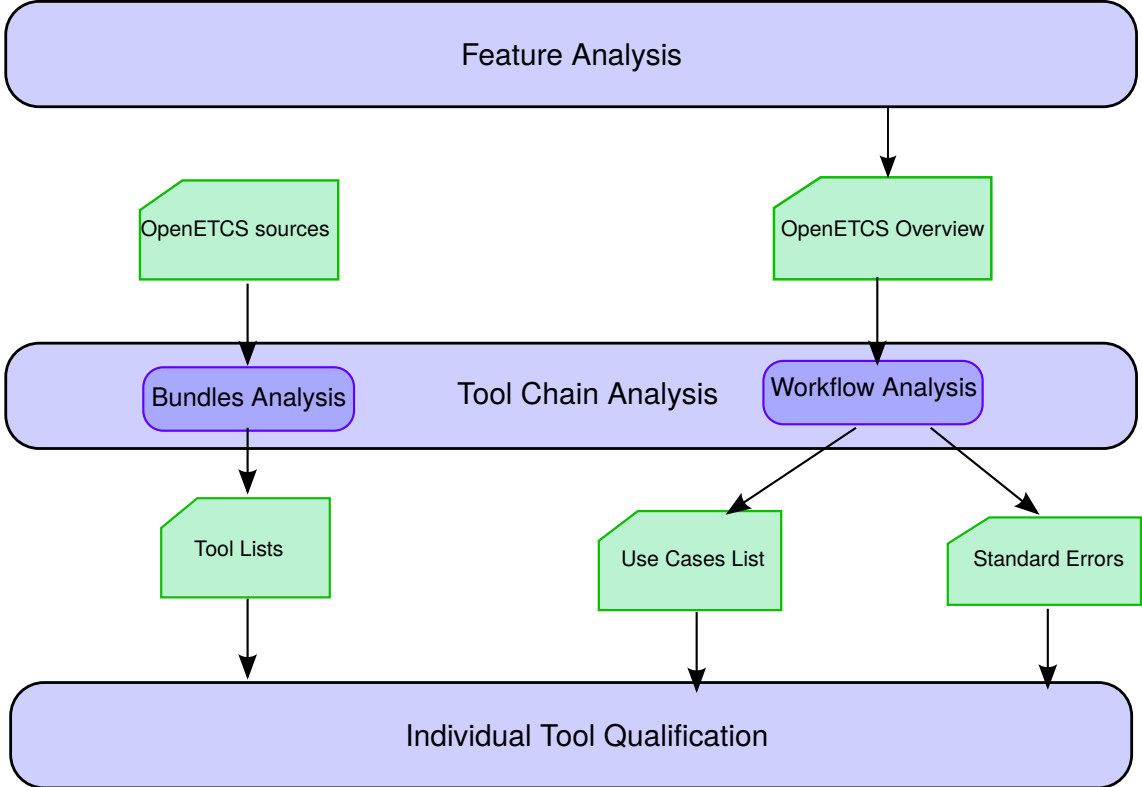 Feature Analysis
OpenETCS sources
OpenETCS Overview
Bundles Analysis
Tool Chain Analysis
Workflow Analysis
Tool Lists
Use Cases List
Standard Errors
Individual Tool Qualification